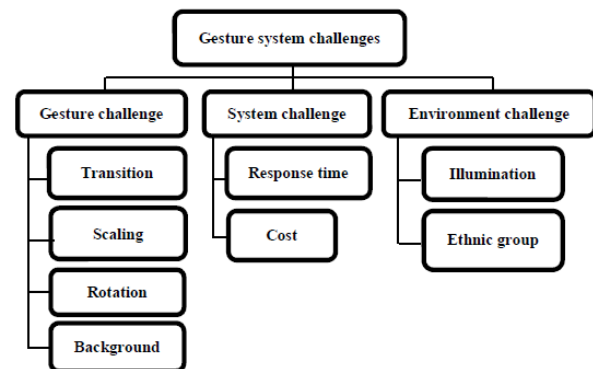 Gesture system challenges
Gesture challenge
System challenge
Environment challenge
Transition
Response time
Illumination
Scaling
Cost
Ethnic group
Rotation
Background